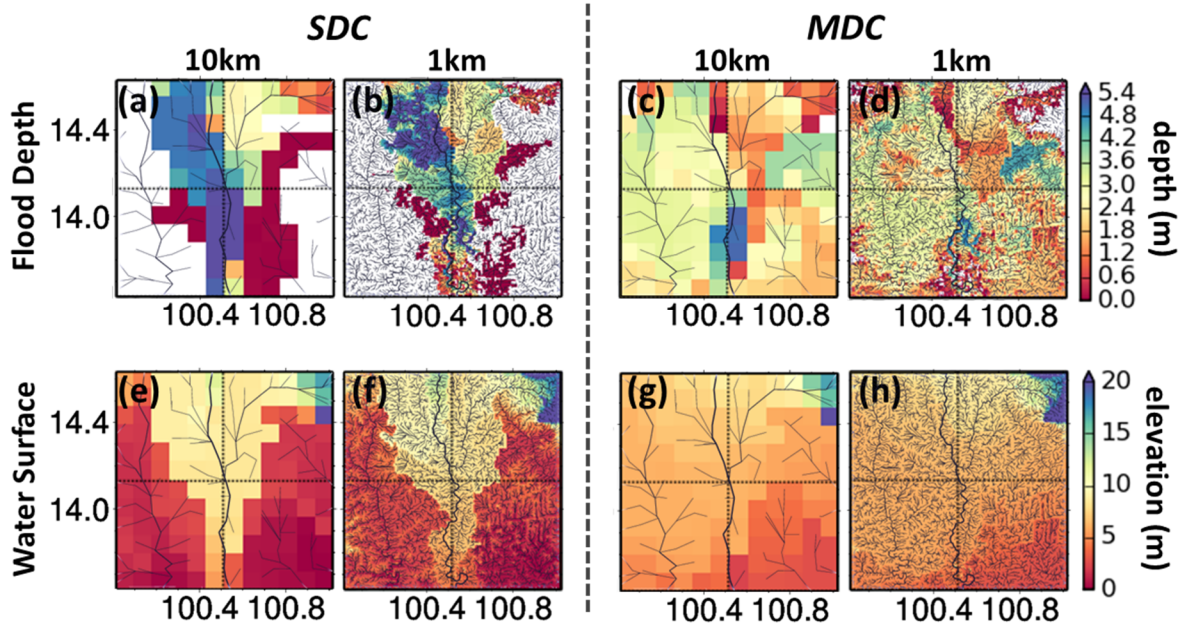 SDC
MDC
10km
1km
10km
1km
Flood Depth
(a)
(b)
(c)
(d)
14.4
14.0
100.4 100.8
100.4 100.8
100.4 100.8
100.4 100.8
5.4
4.8
4.2
3.6
3.0
2.4
1.8
1.2
0.6
0.0
depth (m)
Water Surface
(e)
(f)
(g)
(h)
14.4
14.0
100.4 100.8
100.4 100.8
100.4 100.8
100.4 100.8
20
15
10
5
0
elevation (m)